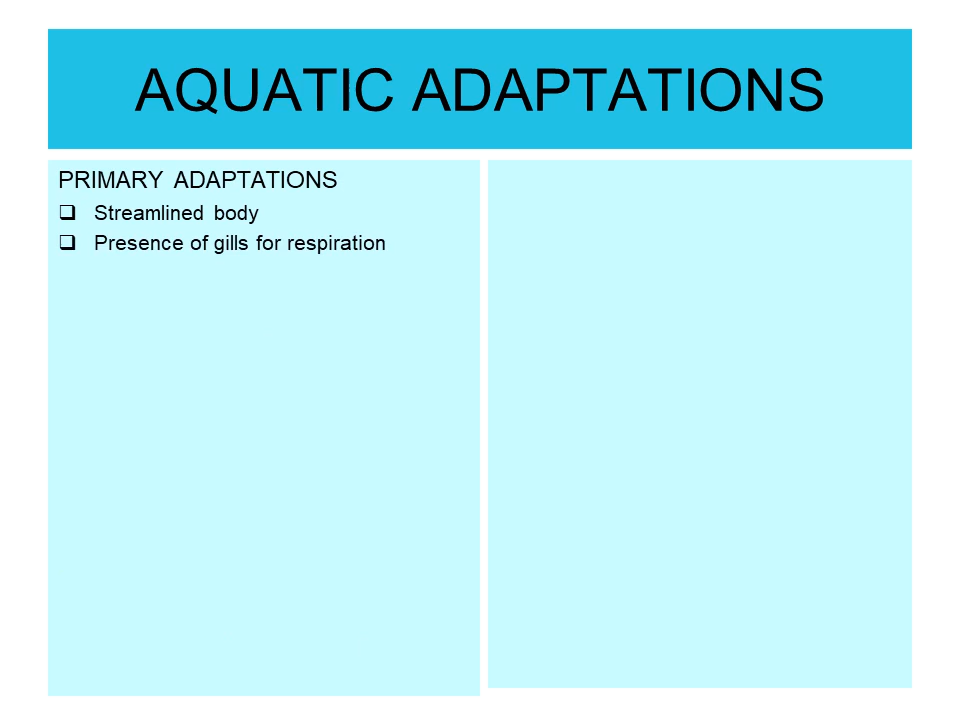 AQUATIC ADAPTATIONS
PRIMARY ADAPTATIONS
❑ Streamlined body
❑ Presence of gills for respiration